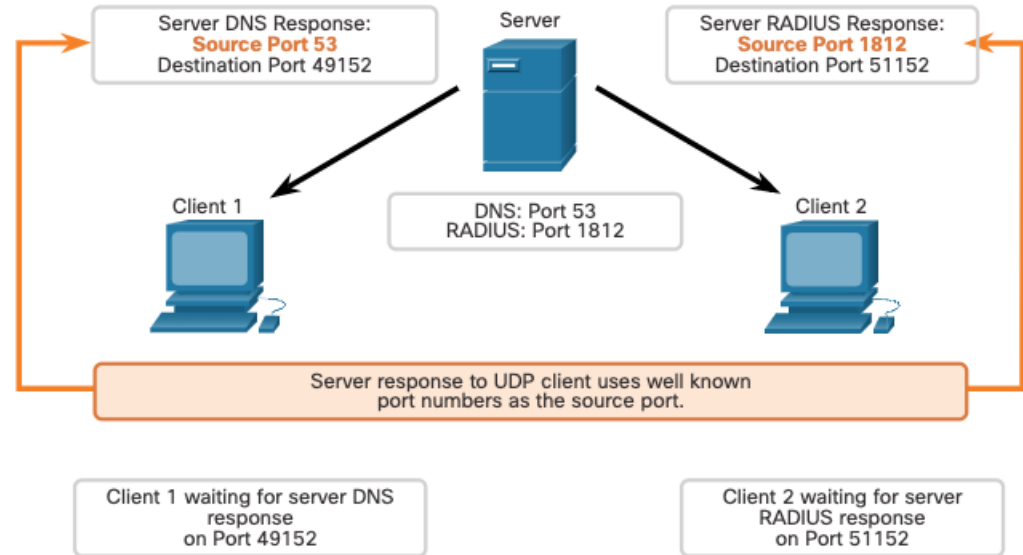 Server DNS Response:
Source Port 53
Destination Port 49152
Server
Server RADIUS Response:
Source Port 1812
Destination Port 51152
Client 1
DNS: Port 53
RADIUS: Port 1812
Client 2
Server response to UDP client uses well known
port numbers as the source port.
Client 1 waiting for server DNS
response
on Port 49152
Client 2 waiting for server
RADIUS response
on Port 51152